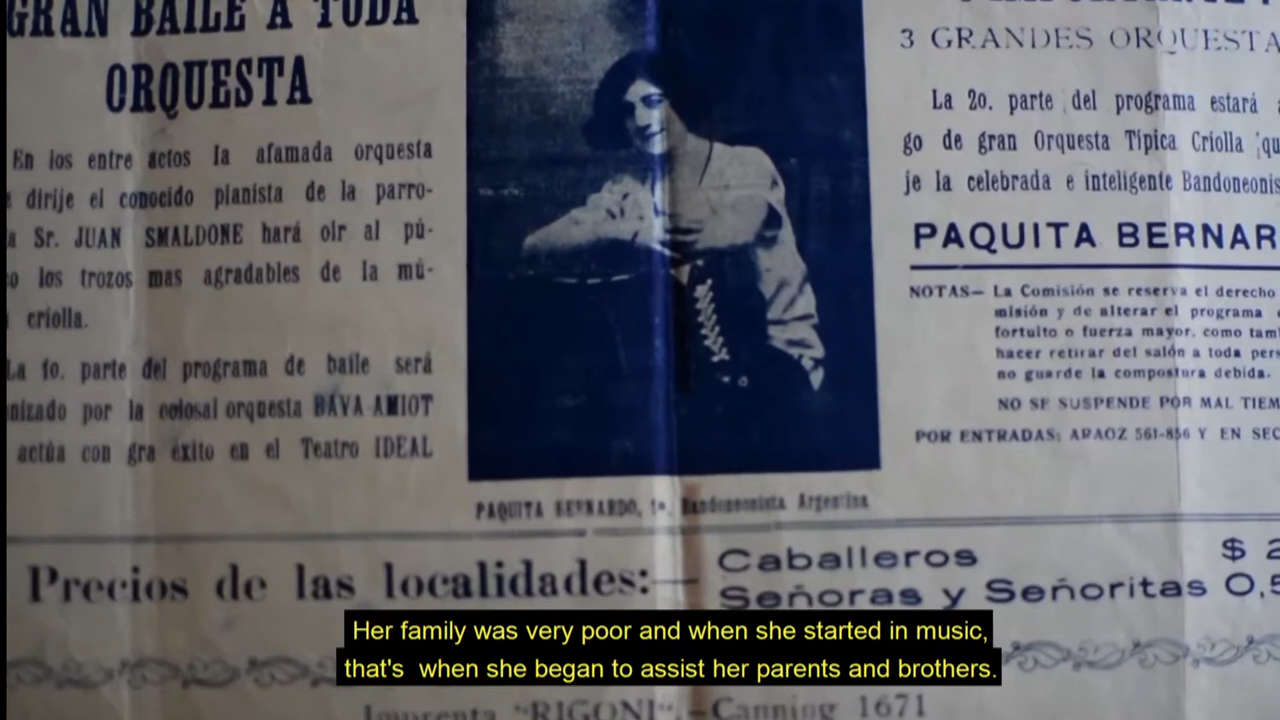 GRAN BAILE A TODA
ORQUESTA
En los entre actos la afamada orquesta
dirije el conocido pianista de la parro-
Sr. JUAN SMALDONE hará oir al pú-
los trozos mas agradables de la mú-
criolla.
La 1o. parte del programa de baile será
nizado por la colosal orquesta BAYA-AMIOT
actúa con gra éxito en el Teatro IDEAL
PAQUITA BERNARDO, 1a. Bandoneonista Argentina
3 GRANDES ORQUESTA
La 2o. parte del programa estará
go de gran Orquesta Típica Criolla qu
je la celebrada e inteligente Bandoneonis
PAQUITA BERNAR
NOTAS— La Comisión se reserva el derecho
misión y de alterar el programa
fortuito o fuerza mayor, como tam
hacer retirar del salón a toda pers
no guarde la compostura debida.
NO SE SUSPENDE POR MAL TIEM
POR ENTRADAS: ARAOZ 561-856 Y EN SEC
Precios de las localidades:—
Caballeros $ 2
Señoras y Señoritas 0,5
Her family was very poor and when she started in music,
that's when she began to assist her parents and brothers.
Imprenta "RIGONI".—Canning 1671